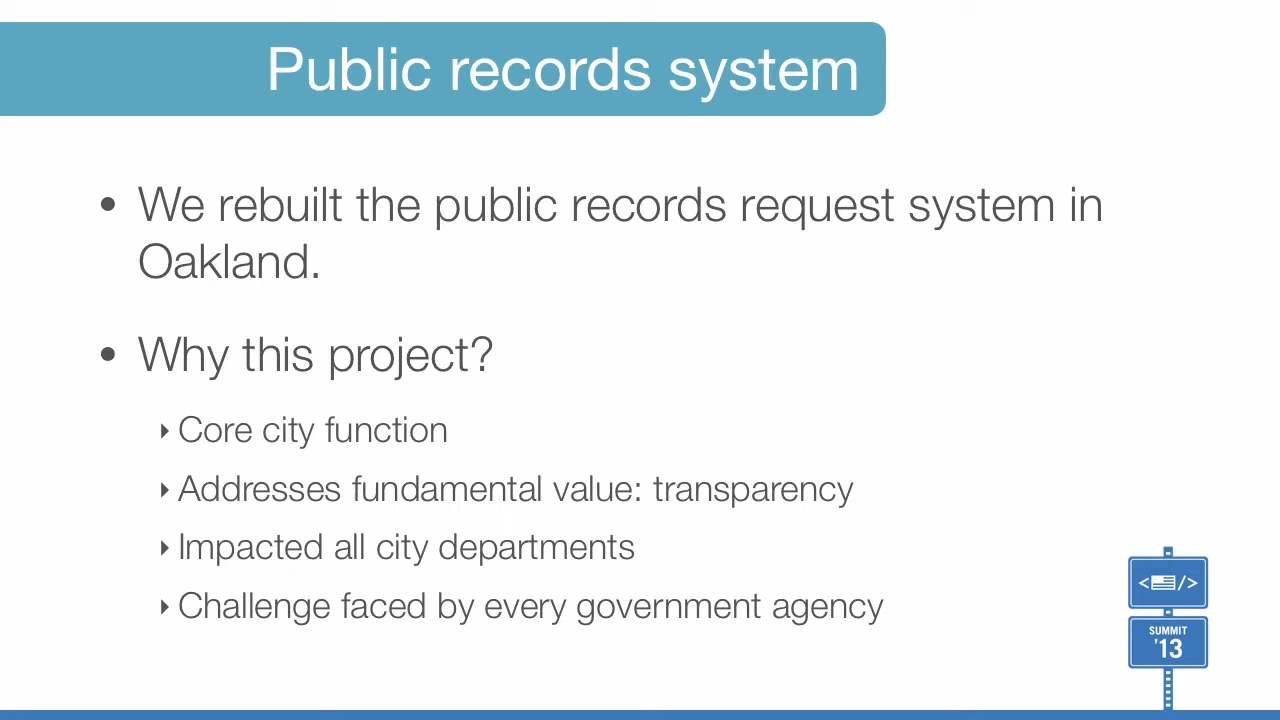 Public records system
• We rebuilt the public records request system in
Oakland.
• Why this project?
‣ Core city function
‣ Addresses fundamental value: transparency
‣ Impacted all city departments
‣ Challenge faced by every government agency
< />
SUMMIT
'13